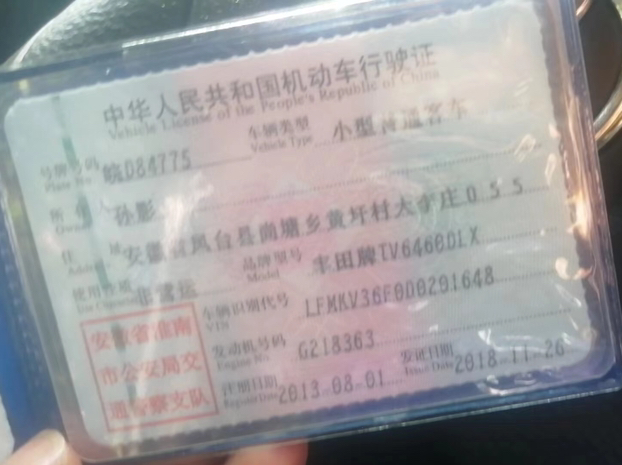 中华人民共和国机动车行驶证
Vehicle License of the People's Republic of China
号牌号码 皖D84775 车辆类型 小型普通客车
Plate No. Vehicle Type
所有人 孙影
Owner
住址 安徽省凤台县尚塘乡黄圩村大李庄055
Address
使用性质 非营运 品牌型号 丰田牌TV6460DLX
Use Character Model
安徽省淮南
市公安局交
通警察支队
车辆识别代号 LFMKV36F0D0291648
VIN
发动机号码 G218363
Engine No.
注册日期 2013-08-01 发证日期 2018-11-26
Register Date Issue Date